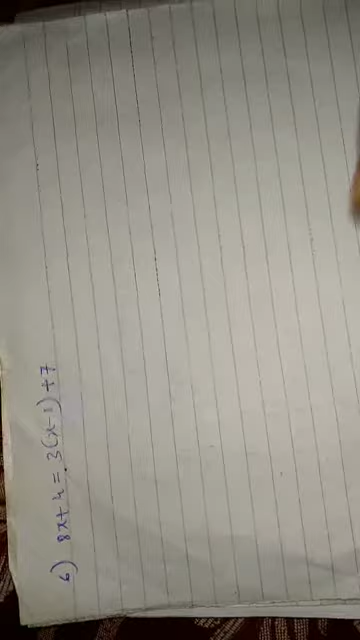 6) 8x + 4 = 3(x - 1) + 7